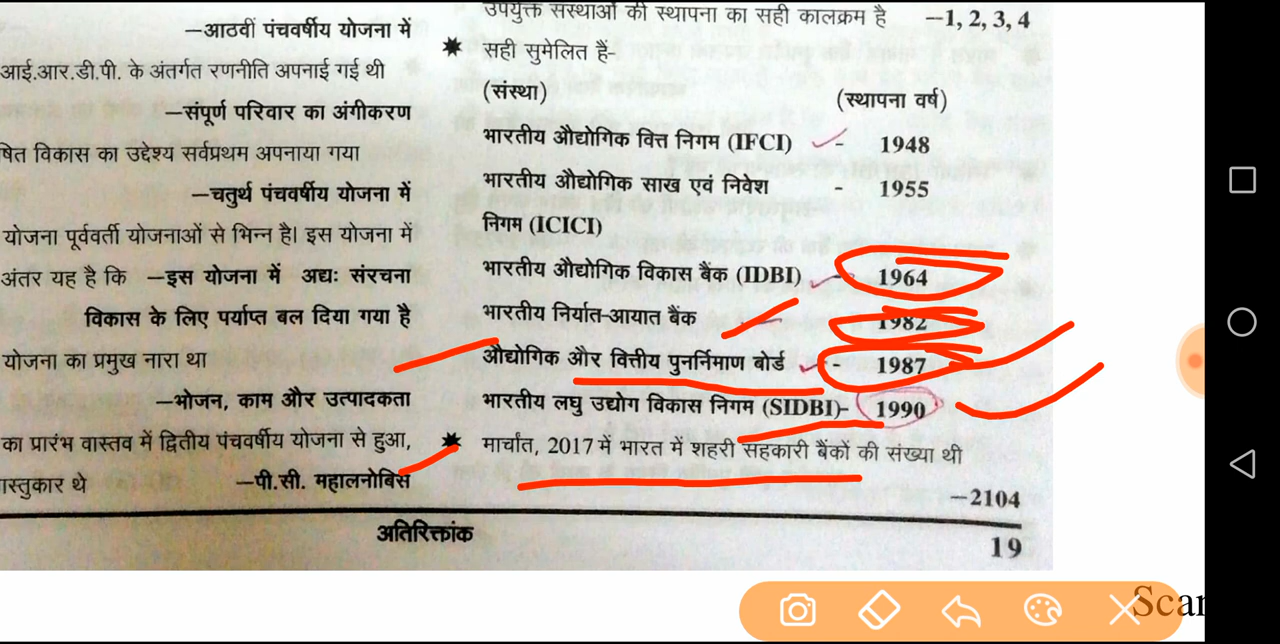 —आठवीं पंचवर्षीय योजना में
आई.आर.डी.पी. के अंतर्गत रणनीति अपनाई गई थी
—संपूर्ण परिवार का अंगीकरण
षित विकास का उद्देश्य सर्वप्रथम अपनाया गया
—चतुर्थ पंचवर्षीय योजना में
योजना पूर्ववर्ती योजनाओं से भिन्न है। इस योजना में
अंतर यह है कि —इस योजना में अद्यः संरचना
विकास के लिए पर्याप्त बल दिया गया है
योजना का प्रमुख नारा था
—भोजन, काम और उत्पादकता
का प्रारंभ वास्तव में द्वितीय पंचवर्षीय योजना से हुआ,
ास्तुकार थे —पी.सी. महालनोबिस
उपर्युक्त संस्थाओं की स्थापना का सही कालक्रम है —1, 2, 3, 4
✷ सही सुमेलित हैं-
(संस्था) (स्थापना वर्ष)
भारतीय औद्योगिक वित्त निगम (IFCI) - 1948
भारतीय औद्योगिक साख एवं निवेश - 1955
निगम (ICICI)
भारतीय औद्योगिक विकास बैंक (IDBI) - 1964
भारतीय निर्यात-आयात बैंक 1982
औद्योगिक और वित्तीय पुनर्निमाण बोर्ड - 1987
भारतीय लघु उद्योग विकास निगम (SIDBI)- 1990
✷ मार्चांत, 2017 में भारत में शहरी सहकारी बैंकों की संख्या थी
—2104
अतिरिक्तांक
19
Scar